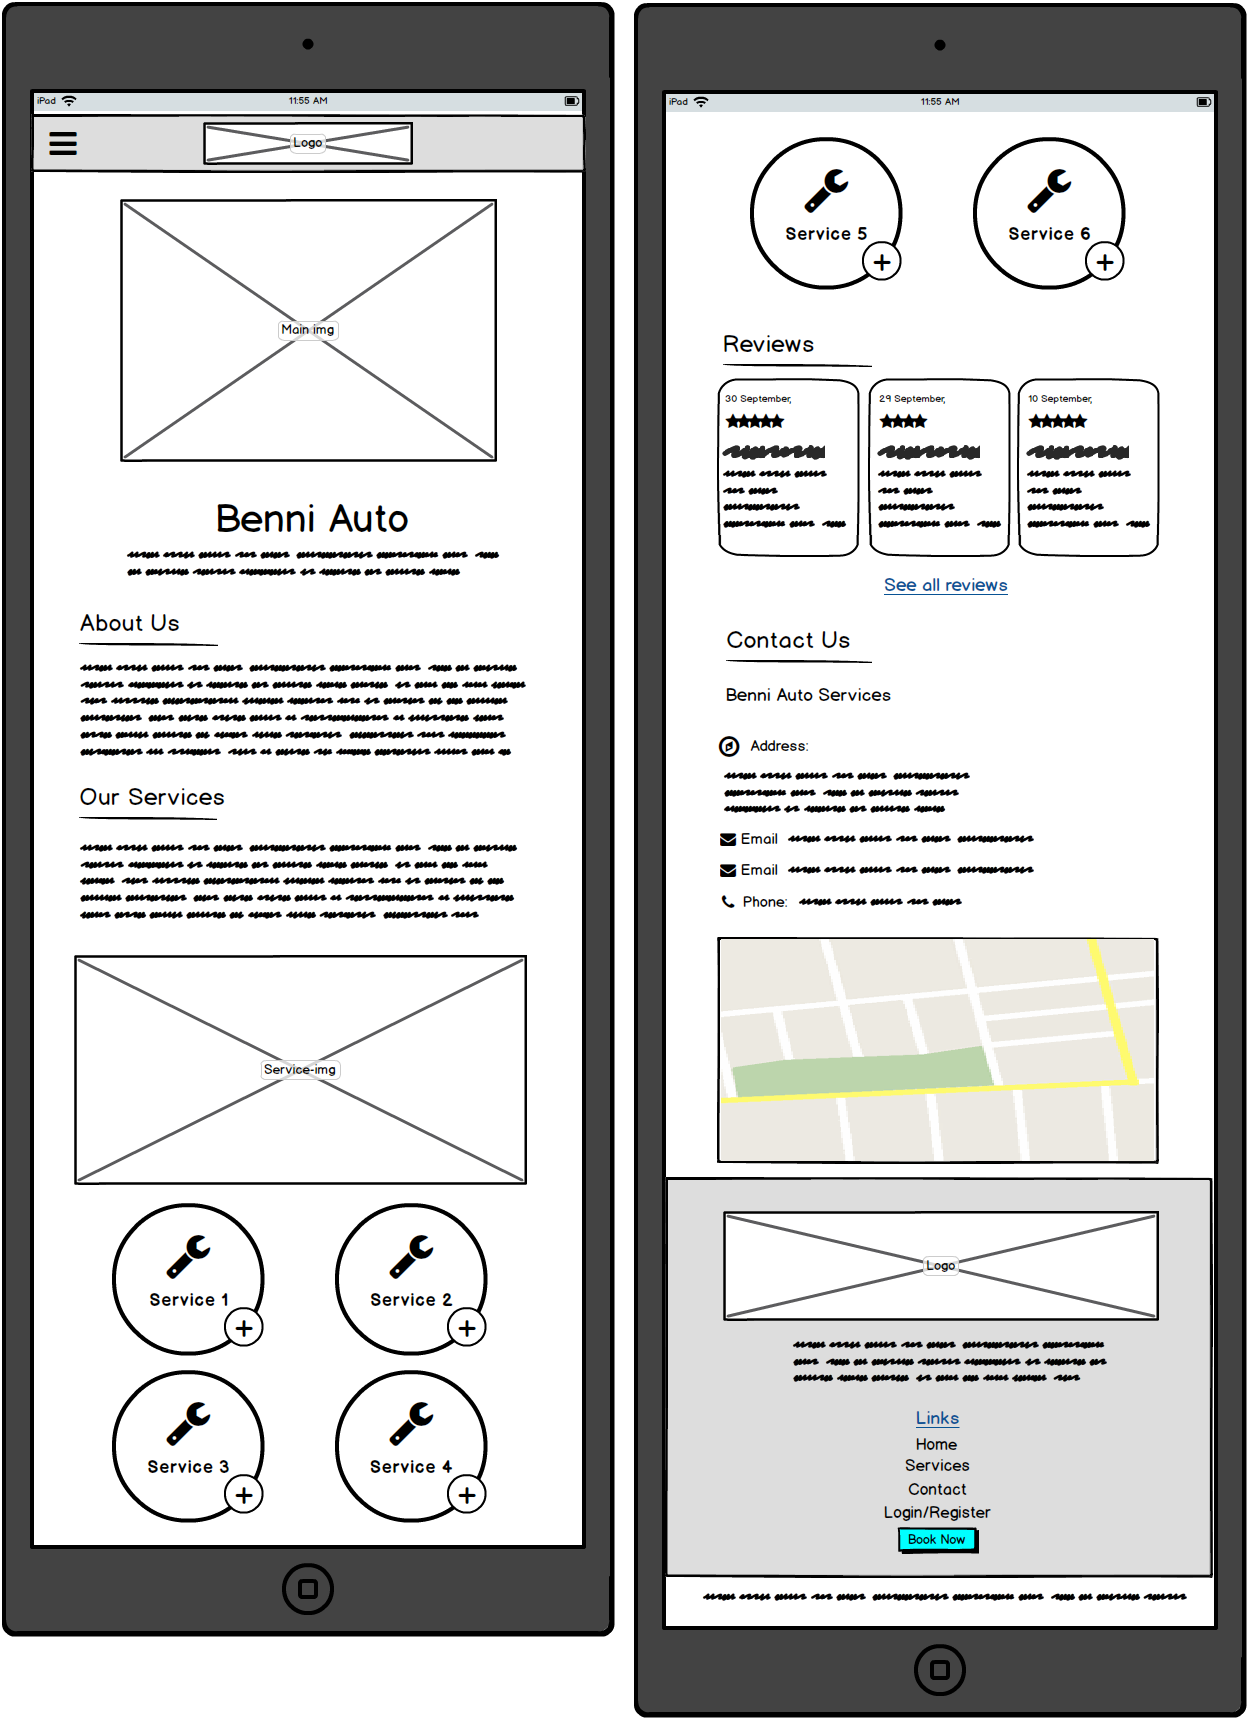 iPad
11:55 AM
Logo
Main img
Benni Auto
About Us
Our Services
Service-img
Service 1
Service 2
Service 3
Service 4
iPad
11:55 AM
Service 5
Service 6
Reviews
30 September,
29 September,
10 September,
See all reviews
Contact Us
Benni Auto Services
Address:
Email
Email
Phone:
Logo
Links
Home
Services
Contact
Login/Register
Book Now